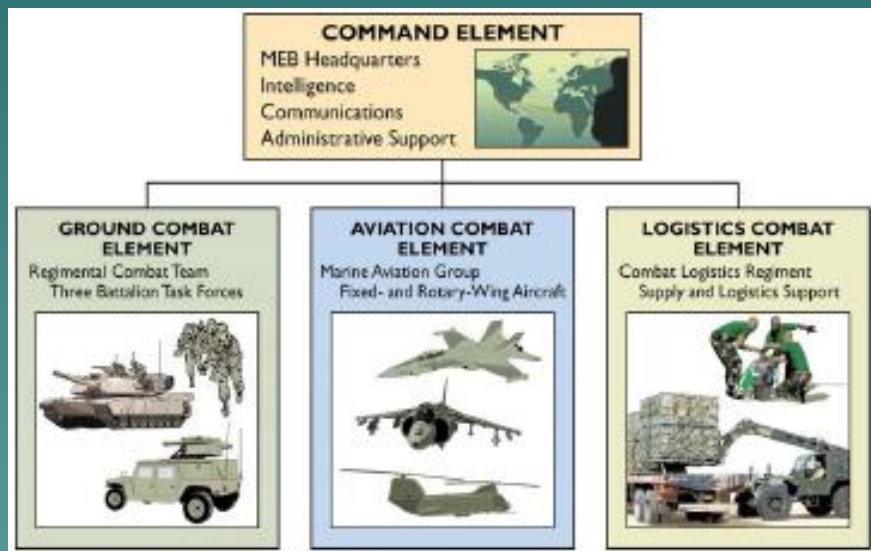 COMMAND ELEMENT
MEB Headquarters
Intelligence
Communications
Administrative Support
GROUND COMBAT
ELEMENT
Regimental Combat Team
Three Battalion Task Forces
AVIATION COMBAT
ELEMENT
Marine Aviation Group
Fixed- and Rotary-Wing Aircraft
LOGISTICS COMBAT
ELEMENT
Combat Logistics Regiment
Supply and Logistics Support